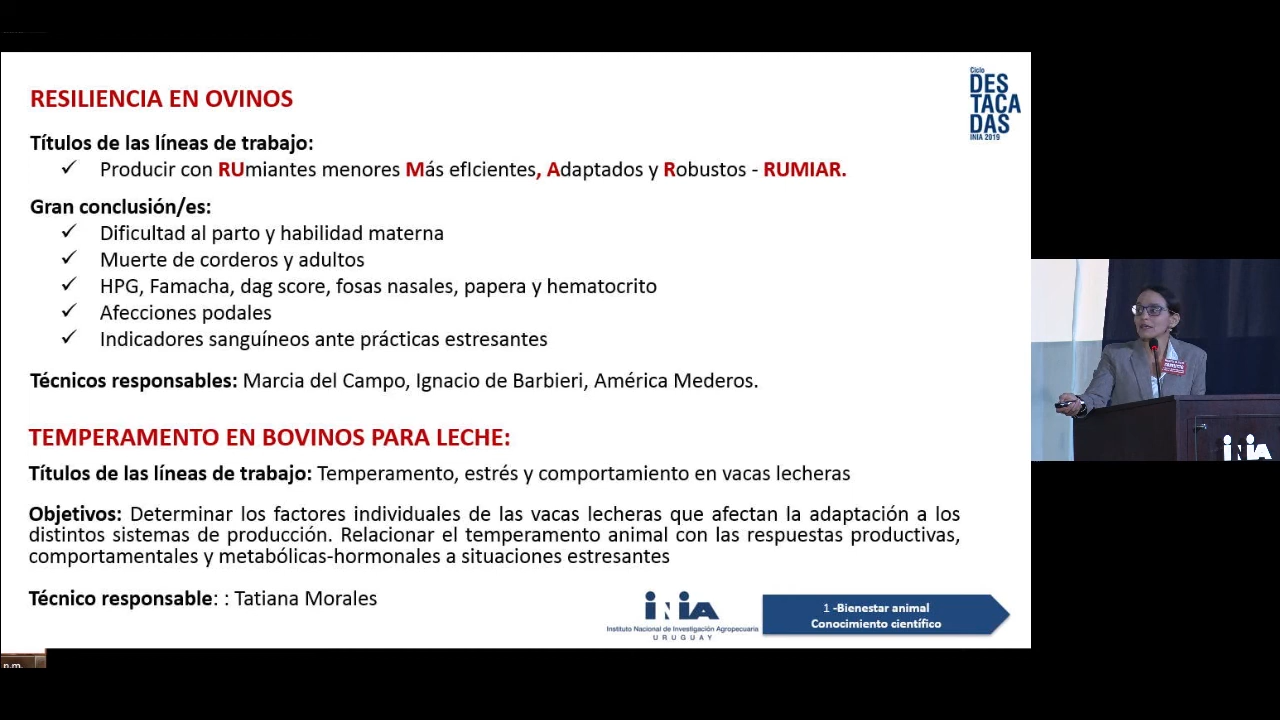 RESILIENCIA EN OVINOS
Ciclo
DES
TACA
DAS
INIA 2019
Títulos de las líneas de trabajo:
✓ Producir con RUmiantes menores Más efIcientes, Adaptados y Robustos - RUMIAR.
Gran conclusión/es:
✓ Dificultad al parto y habilidad materna
✓ Muerte de corderos y adultos
✓ HPG, Famacha, dag score, fosas nasales, papera y hematocrito
✓ Afecciones podales
✓ Indicadores sanguíneos ante prácticas estresantes
Técnicos responsables: Marcia del Campo, Ignacio de Barbieri, América Mederos.
TEMPERAMENTO EN BOVINOS PARA LECHE:
Títulos de las líneas de trabajo: Temperamento, estrés y comportamiento en vacas lecheras
Objetivos: Determinar los factores individuales de las vacas lecheras que afectan la adaptación a los
distintos sistemas de producción. Relacionar el temperamento animal con las respuestas productivas,
comportamentales y metabólicas-hormonales a situaciones estresantes
Técnico responsable: : Tatiana Morales
inia
Instituto Nacional de Investigación Agropecuaria
URUGUAY
1 -Bienestar animal
Conocimiento científico
inia
p.m.